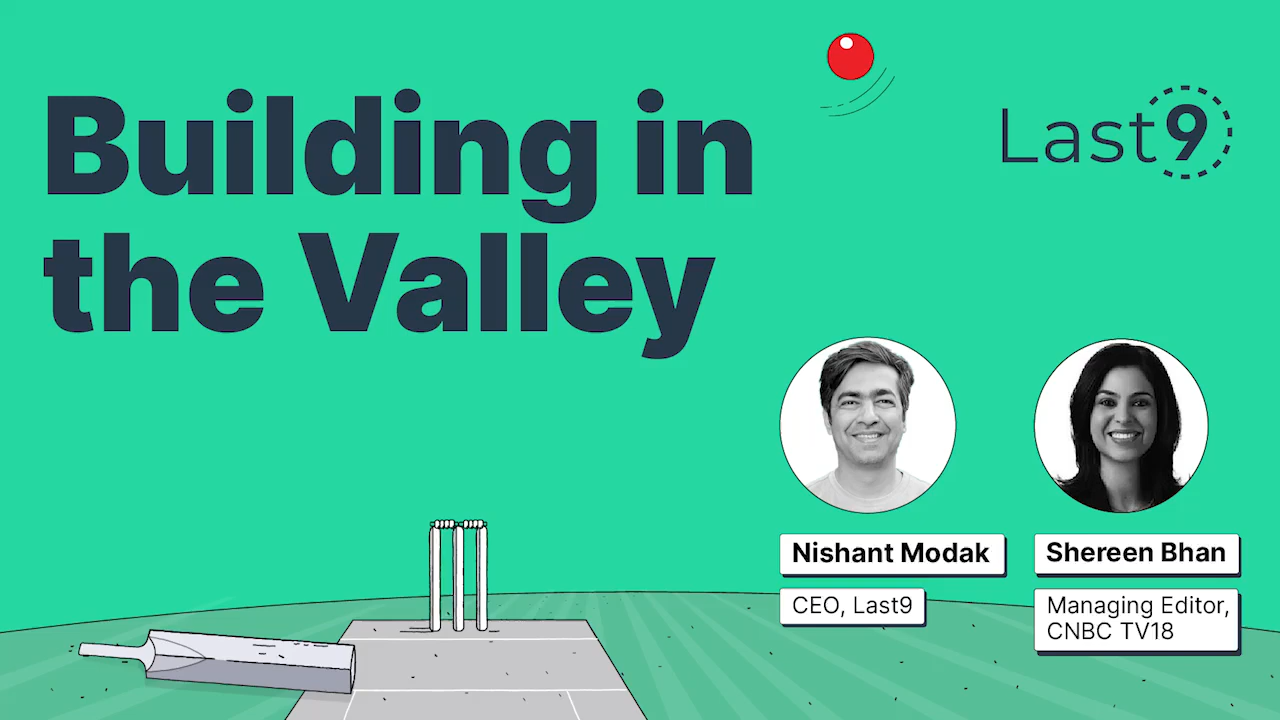 Building in
the Valley
Last9
Nishant Modak
CEO, Last9
Shereen Bhan
Managing Editor,
CNBC TV18